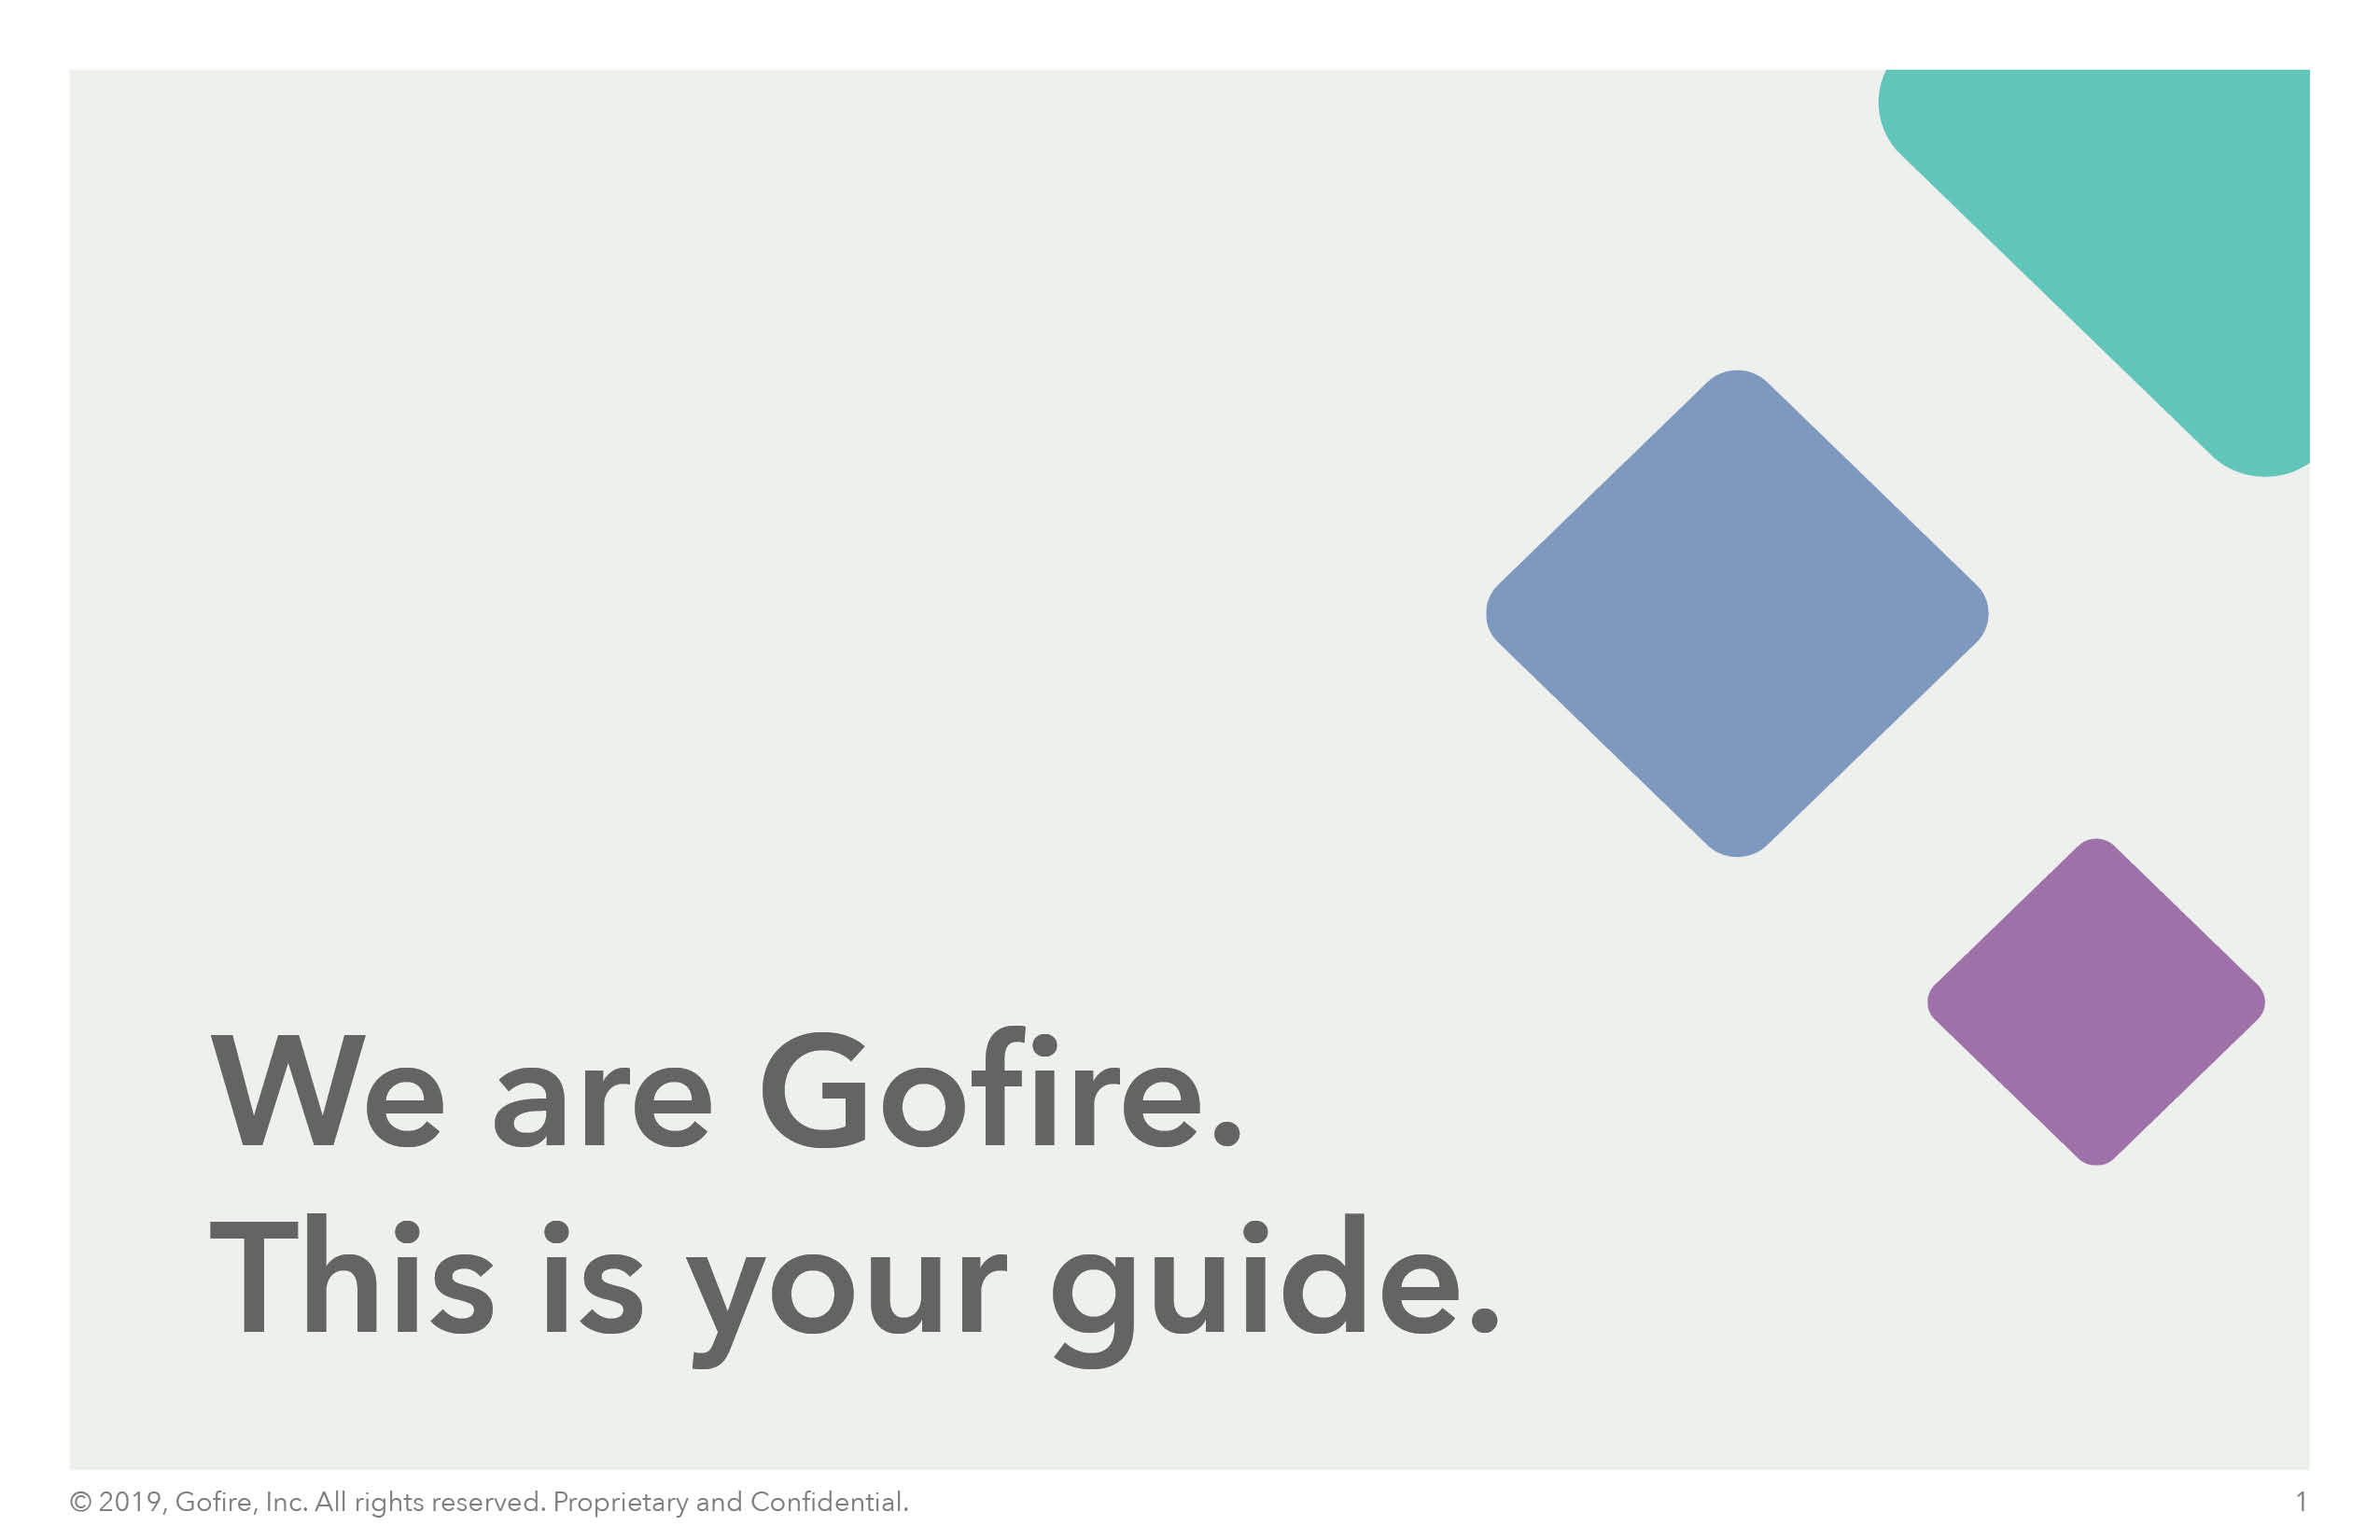 We are Gofire.
This is your guide.
© 2019, Gofire, Inc. All rights reserved. Proprietary and Confidential.
1